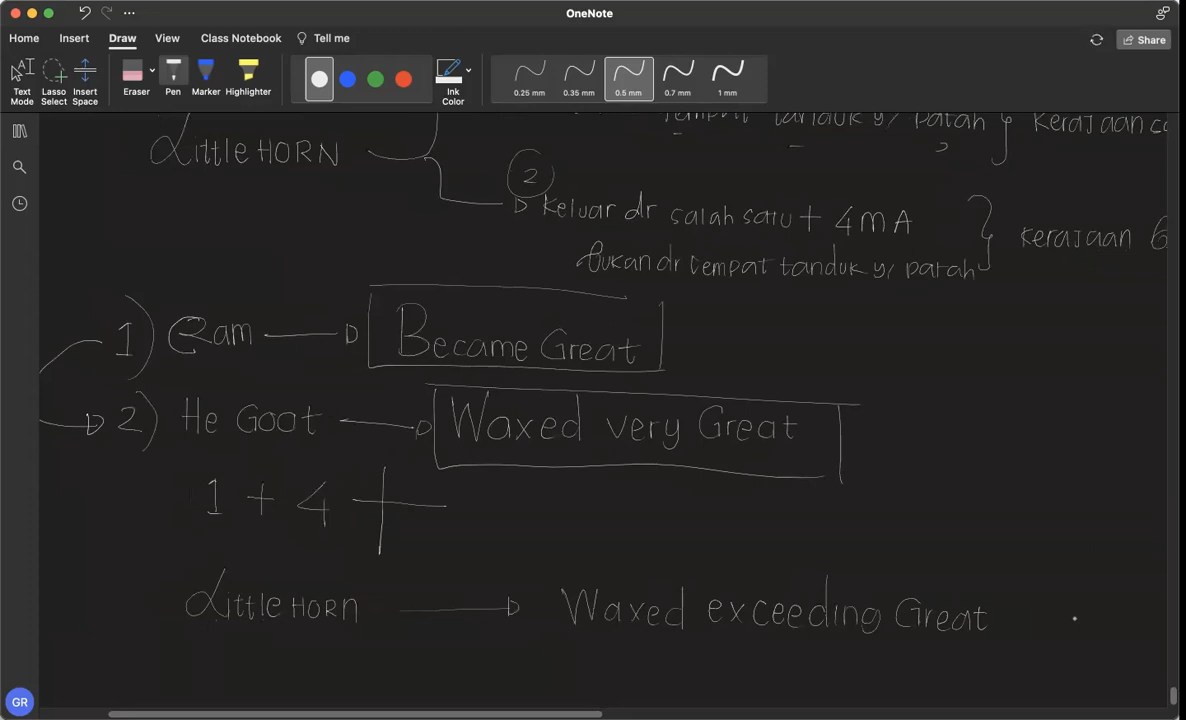 OneNote
Home Insert Draw View Class Notebook Tell me
Share
Text Mode
Lasso Select
Insert Space
Eraser
Pen
Marker
Highlighter
Ink Color
0.25 mm 0.35 mm 0.5 mm 0.7 mm 1 mm
tempat tanduk y/ patah } kerajaan
Little HORN
2
keluar dr salah satu + 4 mA
bukan dr tempat tanduk y/ patah } kerajaan 6
1) Ram Became Great
2) He Goat Waxed very Great
1 + 4 +
Little HORN Waxed exceeding Great
GR